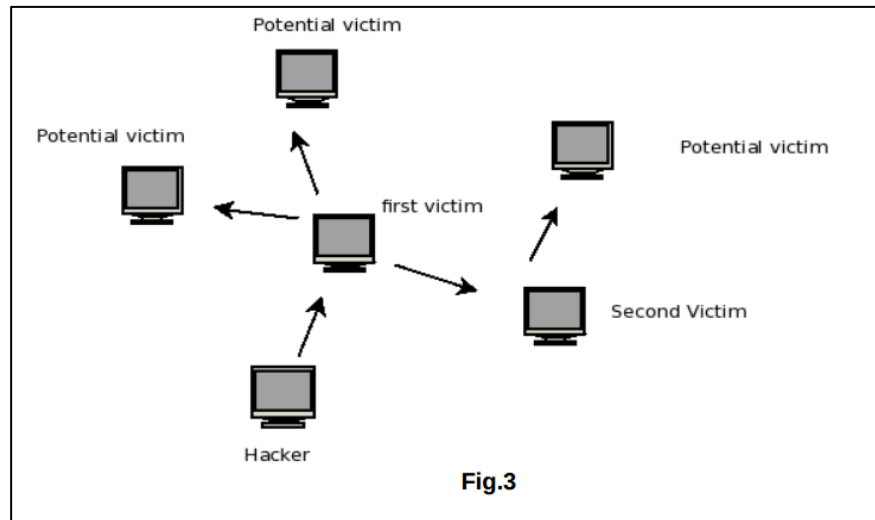 Potential victim
Potential victim
Potential victim
first victim
Second Victim
Hacker
Fig.3